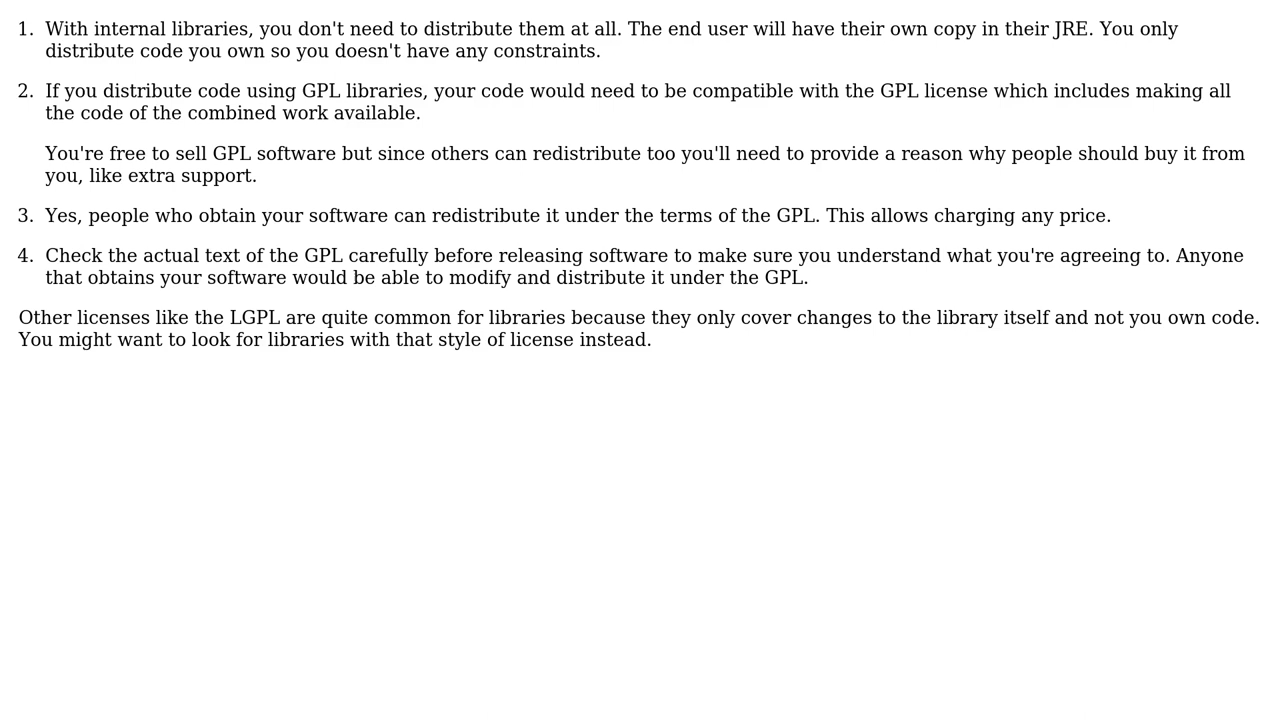 1. With internal libraries, you don't need to distribute them at all. The end user will have their own copy in their JRE. You only
distribute code you own so you doesn't have any constraints.
2. If you distribute code using GPL libraries, your code would need to be compatible with the GPL license which includes making all
the code of the combined work available.
You're free to sell GPL software but since others can redistribute too you'll need to provide a reason why people should buy it from
you, like extra support.
3. Yes, people who obtain your software can redistribute it under the terms of the GPL. This allows charging any price.
4. Check the actual text of the GPL carefully before releasing software to make sure you understand what you're agreeing to. Anyone
that obtains your software would be able to modify and distribute it under the GPL.
Other licenses like the LGPL are quite common for libraries because they only cover changes to the library itself and not you own code.
You might want to look for libraries with that style of license instead.